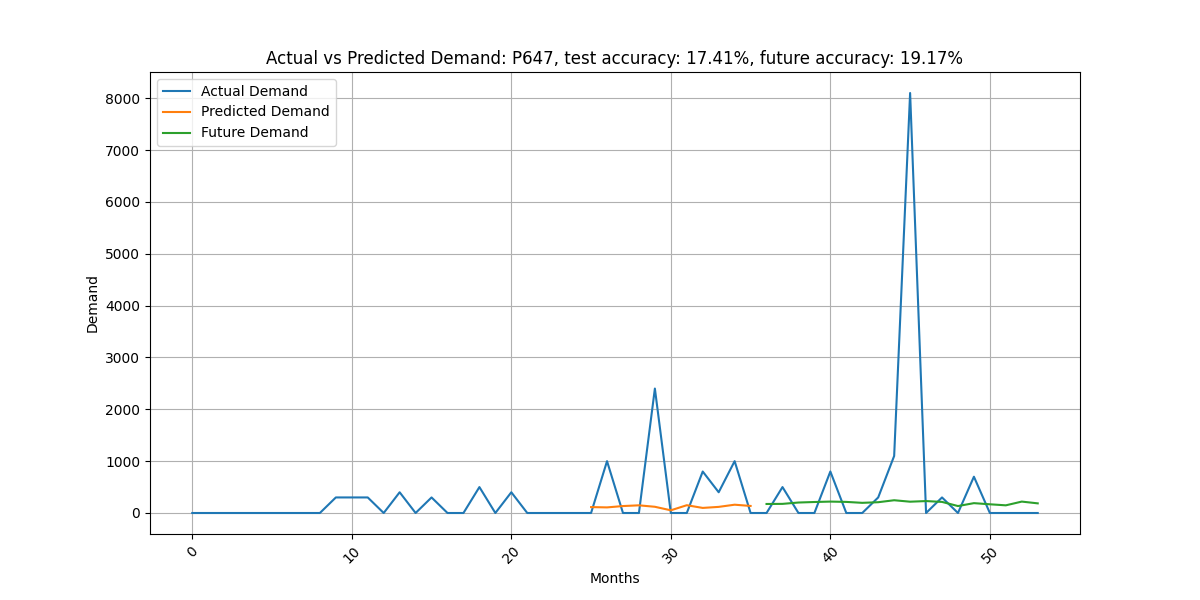 Actual vs Predicted Demand: P647, test accuracy: 17.41%, future accuracy: 19.17%
Actual Demand
Predicted Demand
Future Demand
8000
7000
6000
5000
4000
3000
2000
1000
0
Demand
0 10 20 30 40 50
Months